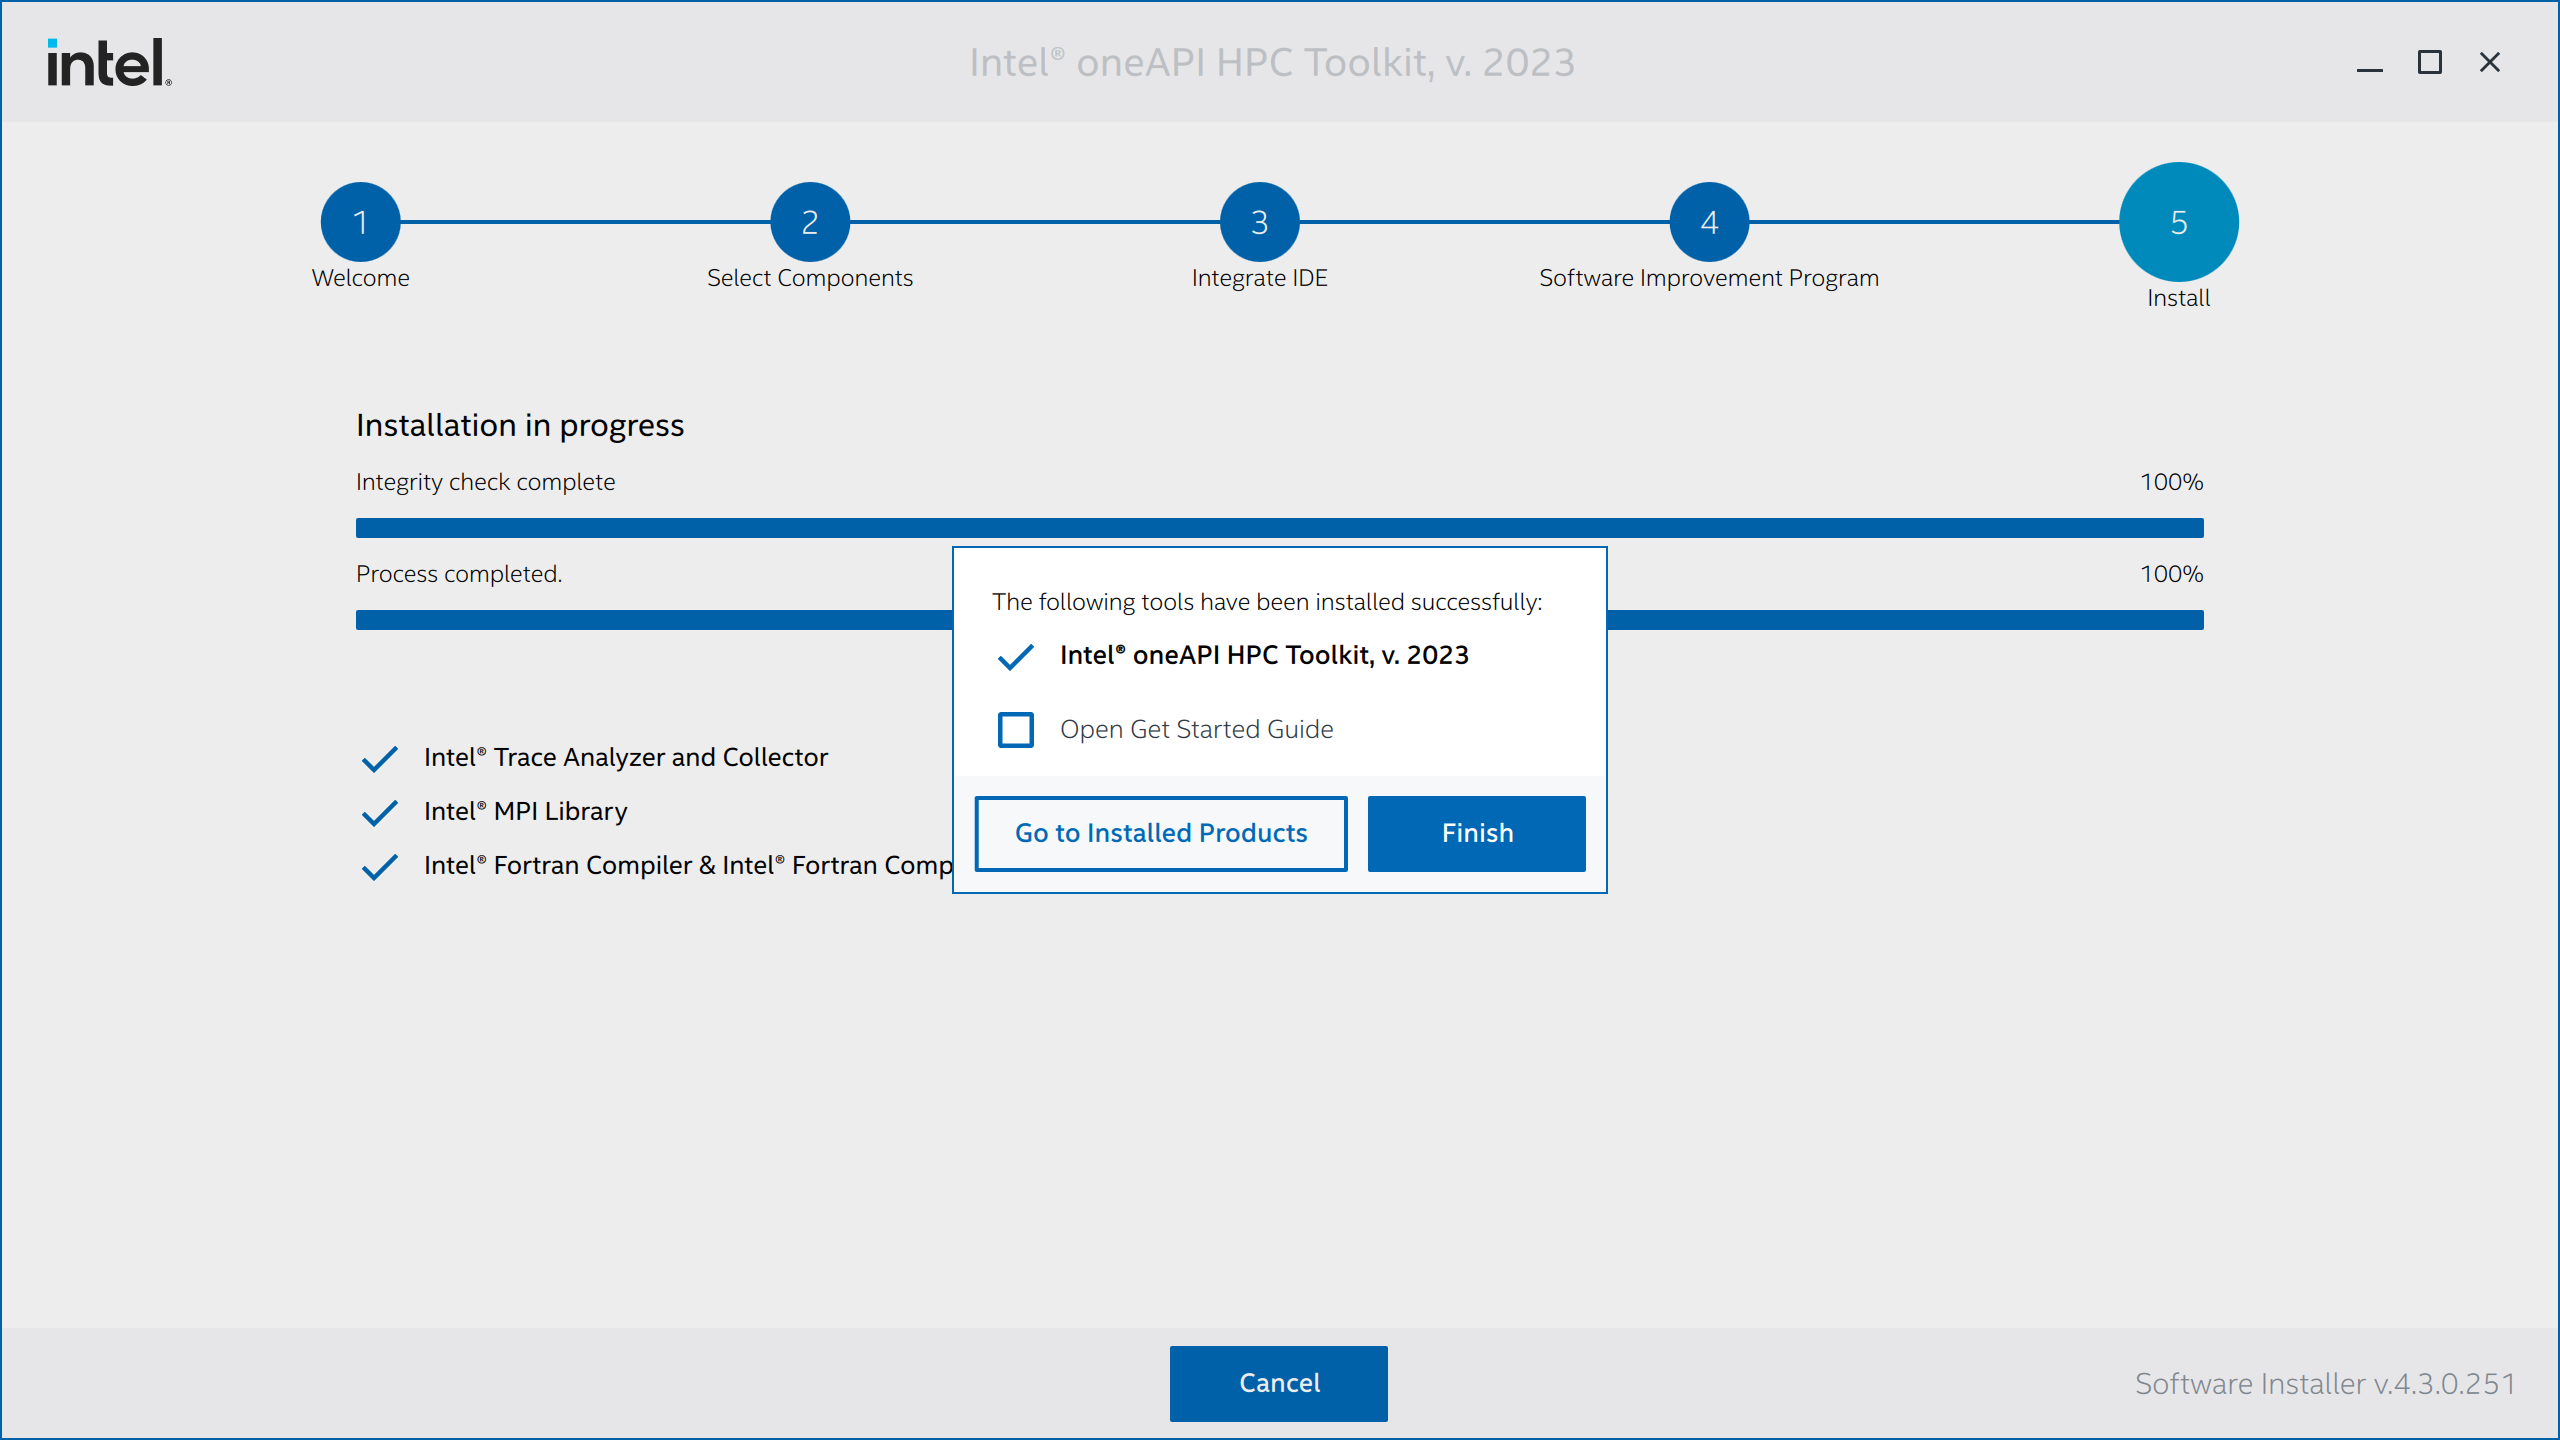 intel.
Intel® oneAPI HPC Toolkit, v. 2023
1
2
3
4
5
Welcome
Select Components
Integrate IDE
Software Improvement Program
Install
Installation in progress
Integrity check complete
100%
Process completed.
100%
The following tools have been installed successfully:
Intel® oneAPI HPC Toolkit, v. 2023
Open Get Started Guide
Go to Installed Products
Finish
Intel® Trace Analyzer and Collector
Intel® MPI Library
Intel® Fortran Compiler & Intel® Fortran Comp
Cancel
Software Installer v.4.3.0.251